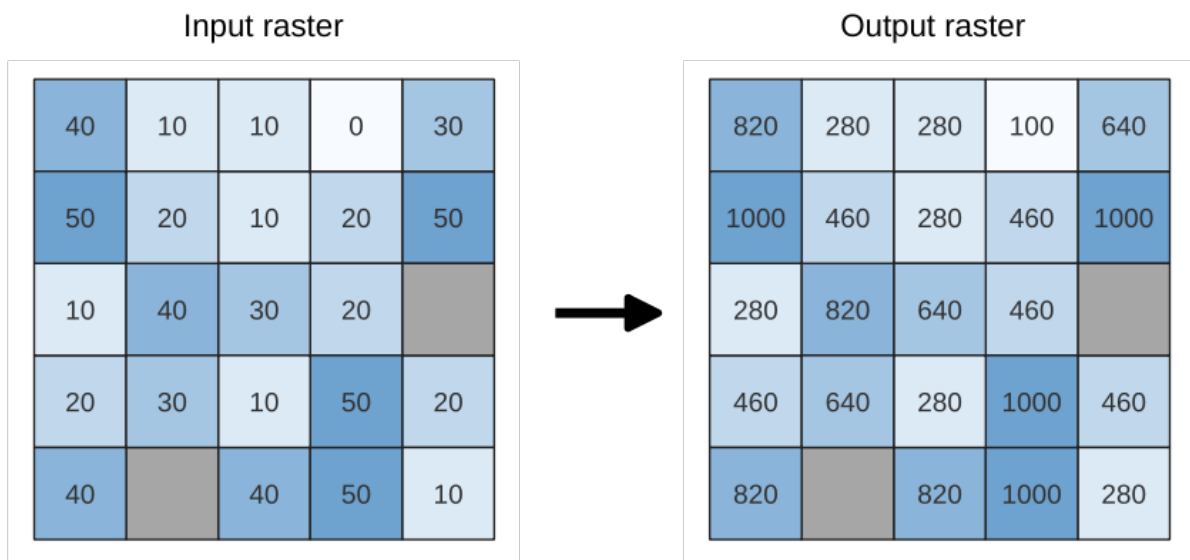 Input raster
Output raster
40 10 10 0 30
50 20 10 20 50
10 40 30 20
20 30 10 50 20
40 40 50 10
820 280 280 100 640
1000 460 280 460 1000
280 820 640 460
460 640 280 1000 460
820 820 1000 280